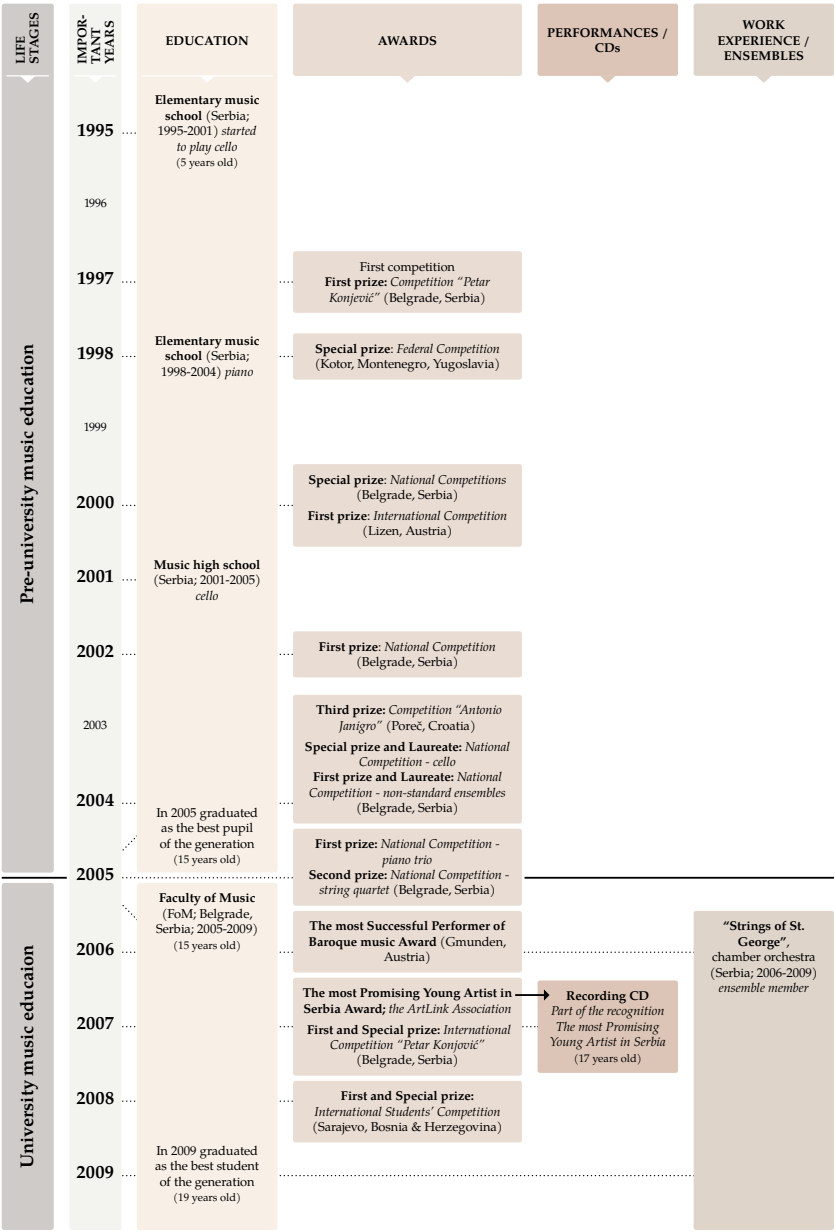 LIFE
STAGES
IMPOR-
TANT
YEARS
EDUCATION
AWARDS
PERFORMANCES /
CDs
WORK
EXPERIENCE /
ENSEMBLES
Pre-university music education
1995
Elementary music
school (Serbia;
1995-2001) started
to play cello
(5 years old)
1996
1997
First competition
First prize: Competition “Petar
Konjević” (Belgrade, Serbia)
1998
Elementary music
school (Serbia;
1998-2004) piano
Special prize: Federal Competition
(Kotor, Montenegro, Yugoslavia)
1999
2000
Special prize: National Competitions
(Belgrade, Serbia)
First prize: International Competition
(Lizen, Austria)
2001
Music high school
(Serbia; 2001-2005)
cello
2002
First prize: National Competition
(Belgrade, Serbia)
2003
Third prize: Competition “Antonio
Janigro” (Poreč, Croatia)
Special prize and Laureate: National
Competition - cello
First prize and Laureate: National
Competition - non-standard ensembles
(Belgrade, Serbia)
2004
In 2005 graduated
as the best pupil
of the generation
(15 years old)
First prize: National Competition -
piano trio
Second prize: National Competition -
string quartet (Belgrade, Serbia)
2005
University music educaion
Faculty of Music
(FoM; Belgrade,
Serbia; 2005-2009)
(15 years old)
2006
The most Successful Performer of
Baroque music Award (Gmunden,
Austria)
“Strings of St.
George”,
chamber orchestra
(Serbia; 2006-2009)
ensemble member
2007
The most Promising Young Artist in
Serbia Award; the ArtLink Association
First and Special prize: International
Competition “Petar Konjović”
(Belgrade, Serbia)
Recording CD
Part of the recognition
The most Promising
Young Artist in Serbia
(17 years old)
2008
First and Special prize:
International Students’ Competition
(Sarajevo, Bosnia & Herzegovina)
In 2009 graduated
as the best student
of the generation
(19 years old)
2009